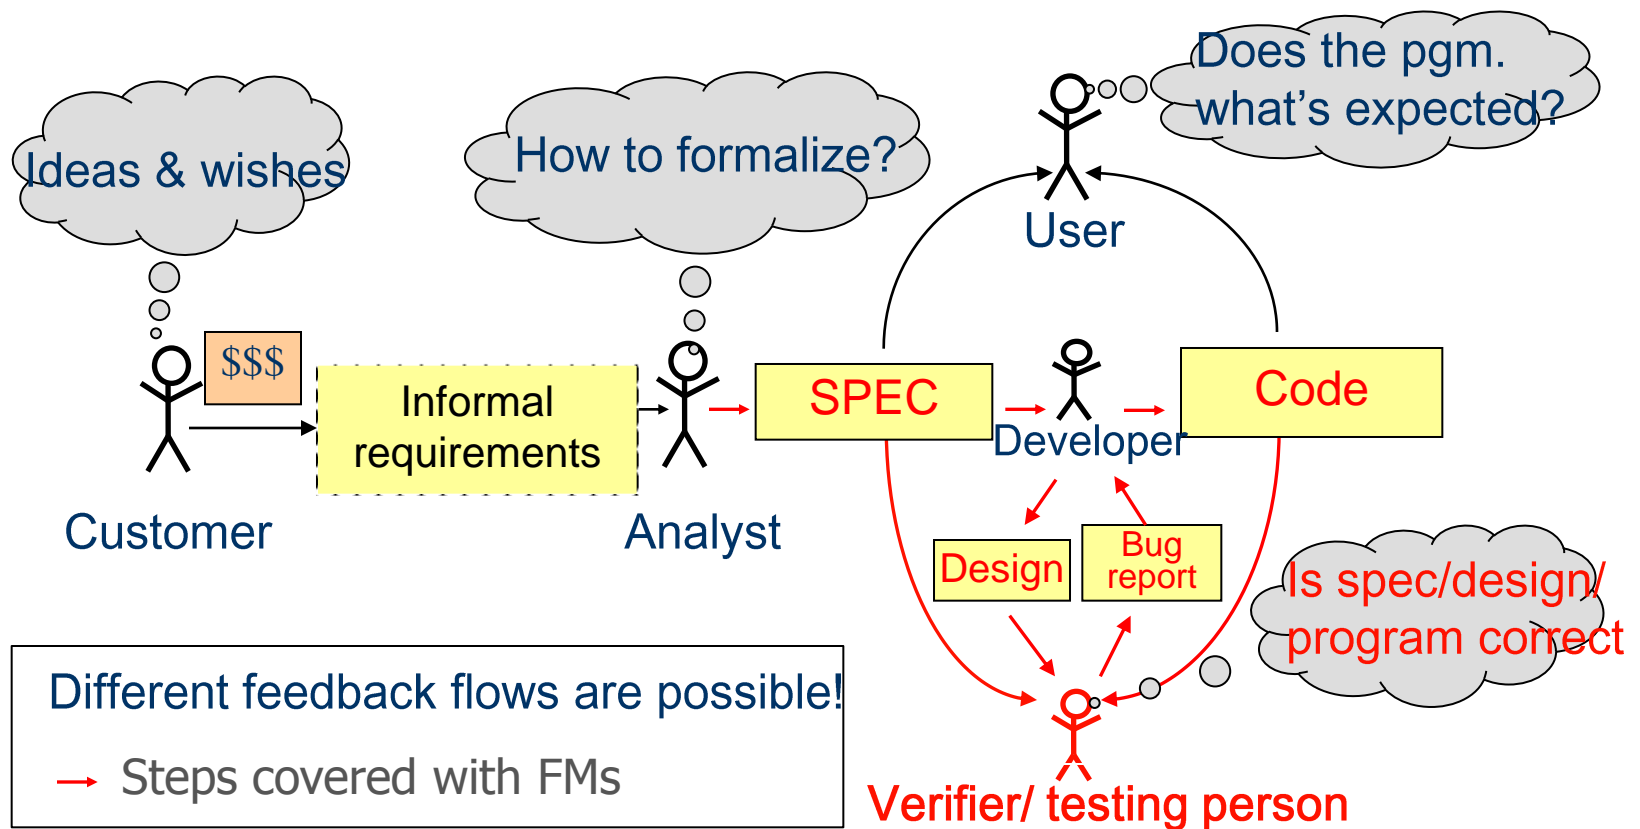 Does the pgm.
what's expected?
Ideas & wishes
How to formalize?
User
$$$
Informal
requirements
SPEC
Developer
Code
Customer
Analyst
Design
Bug
report
Is spec/design/
program correct
Different feedback flows are possible!
Steps covered with FMs
Verifier/ testing person